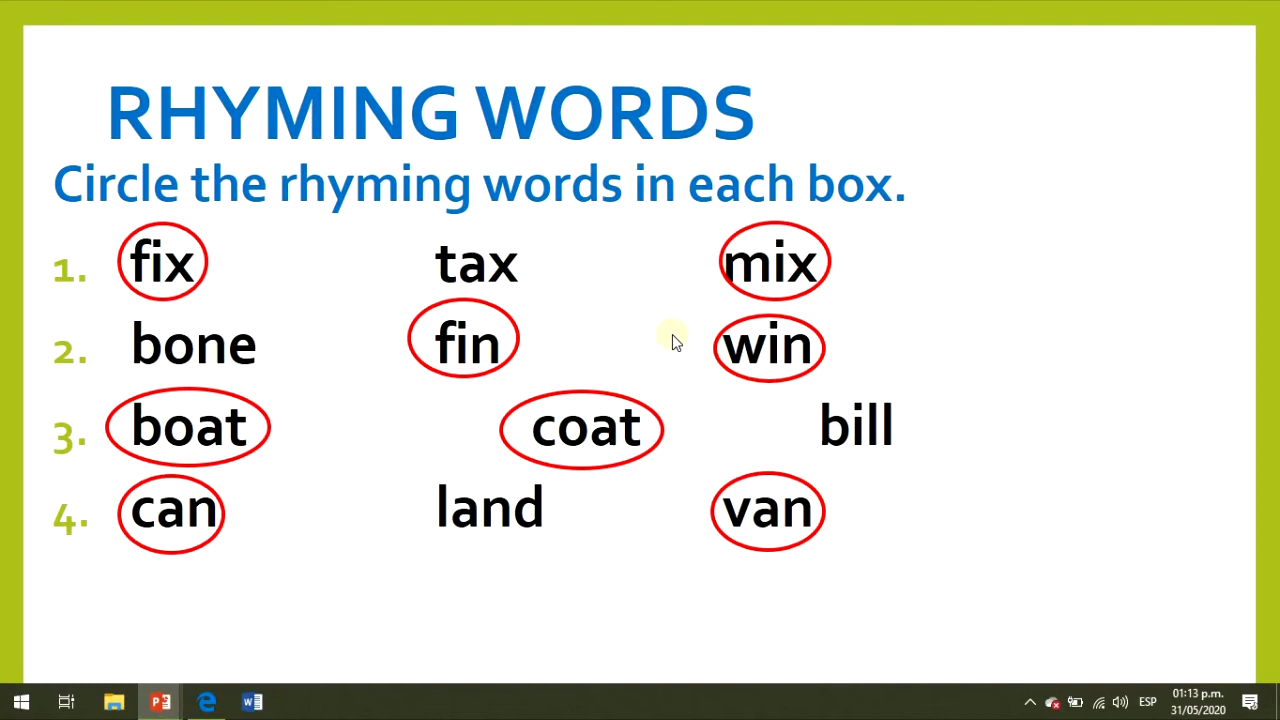 RHYMING WORDS
Circle the rhyming words in each box.
1. fix tax mix
2. bone fin win
3. boat coat bill
4. can land van
ESP
01:13 p.m.
31/05/2020